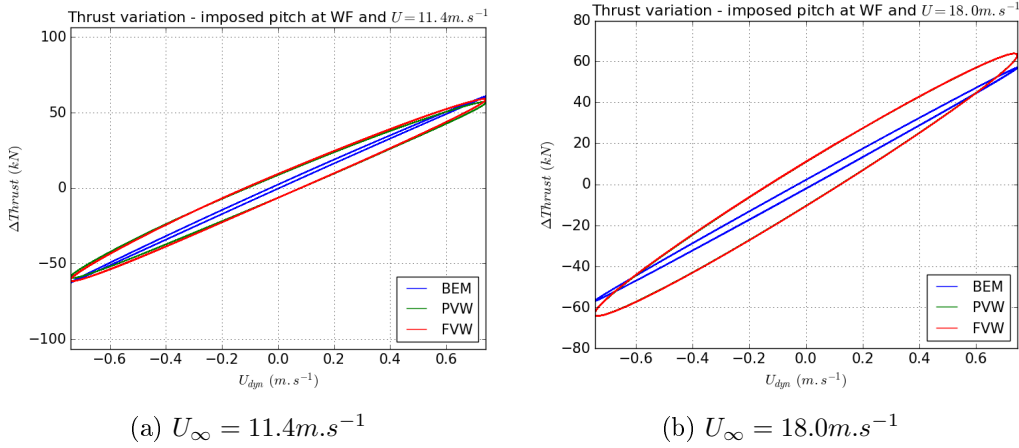 Thrust variation - imposed pitch at WF and U=11.4m.s⁻¹
100
50
0
−50
−100
ΔThrust (kN)
−0.6 −0.4 −0.2 0.0 0.2 0.4 0.6
U_dyn (m.s⁻¹)
BEM
PVW
FVW
(a) U_∞ = 11.4m.s⁻¹
Thrust variation - imposed pitch at WF and U=18.0m.s⁻¹
80
60
40
20
0
−20
−40
−60
−80
ΔThrust (kN)
−0.6 −0.4 −0.2 0.0 0.2 0.4 0.6
U_dyn (m.s⁻¹)
BEM
PVW
FVW
(b) U_∞ = 18.0m.s⁻¹